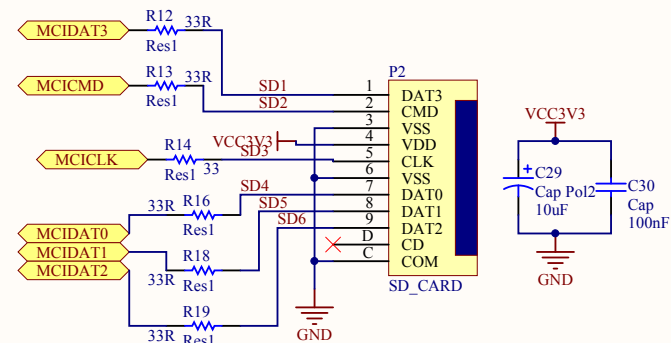 R12
MCIDAT3
33R
Res1
R13
MCICMD
33R
Res1
SD1
SD2
P2
1
DAT3
2
CMD
3
VSS
VCC3V3
4
VDD
R14
SD3
5
CLK
MCICLK
33
Res1
6
VSS
R16
SD4
7
DAT0
33R
Res1
SD5
8
DAT1
MCIDAT0
SD6
9
DAT2
MCIDAT1
R18
D
CD
MCIDAT2
33R
Res1
C
COM
R19
SD_CARD
33R
Res1
GND
VCC3V3
+
C29
Cap Pol2
10uF
C30
Cap
100nF
GND